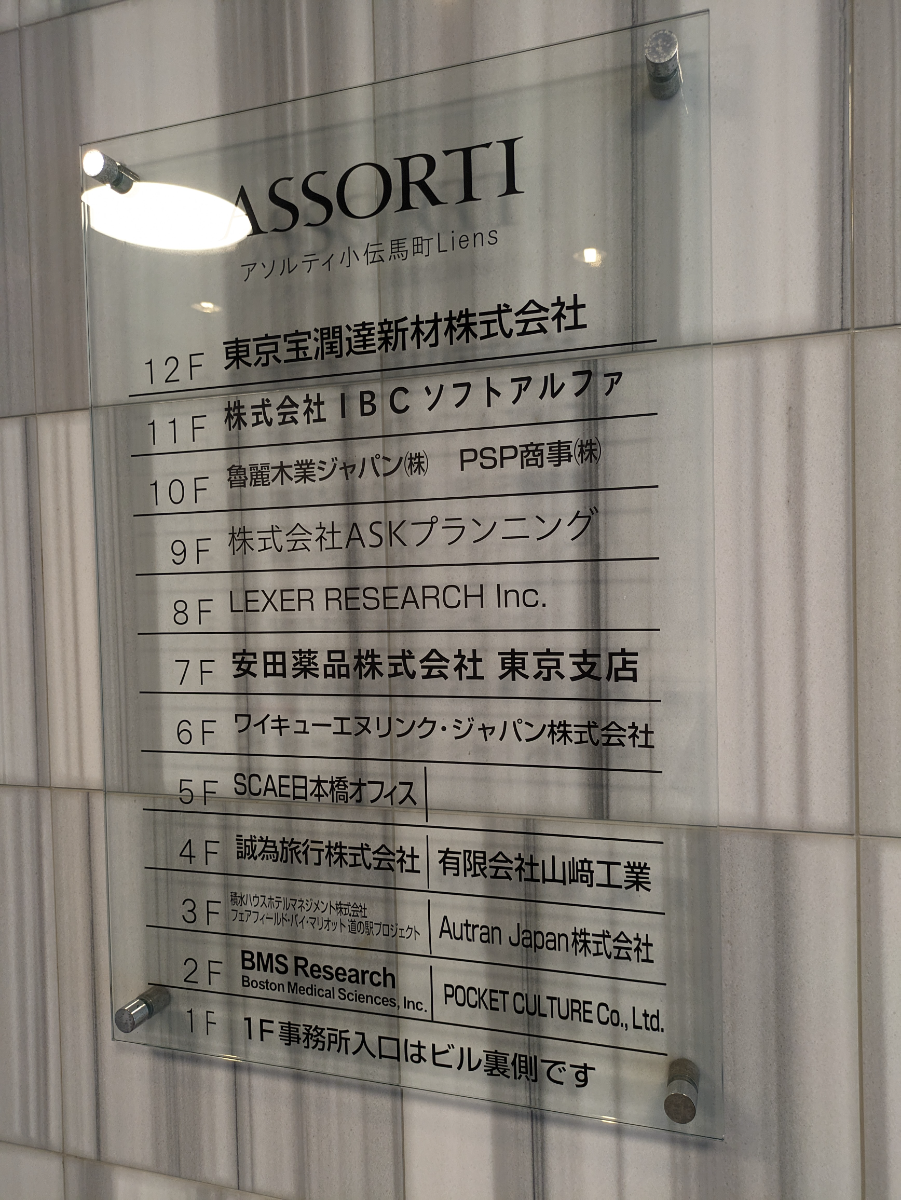 ASSORTI
アソルティ小伝馬町Liens
12F 東京宝潤達新材株式会社
11F 株式会社IBCソフトアルファ
10F 魯麗木業ジャパン㈱ PSP商事㈱
9F 株式会社ASKプランニング
8F LEXER RESEARCH Inc.
7F 安田薬品株式会社 東京支店
6F ワイキューエヌリンク・ジャパン株式会社
5F SCAE日本橋オフィス
4F 誠為旅行株式会社 有限会社山﨑工業
3F 積水ハウスホテルマネジメント株式会社
フェアフィールド・バイ・マリオット 道の駅プロジェクト
Autran Japan株式会社
2F BMS Research
Boston Medical Sciences, Inc.
POCKET CULTURE Co., Ltd.
1F 1F事務所入口はビル裏側です